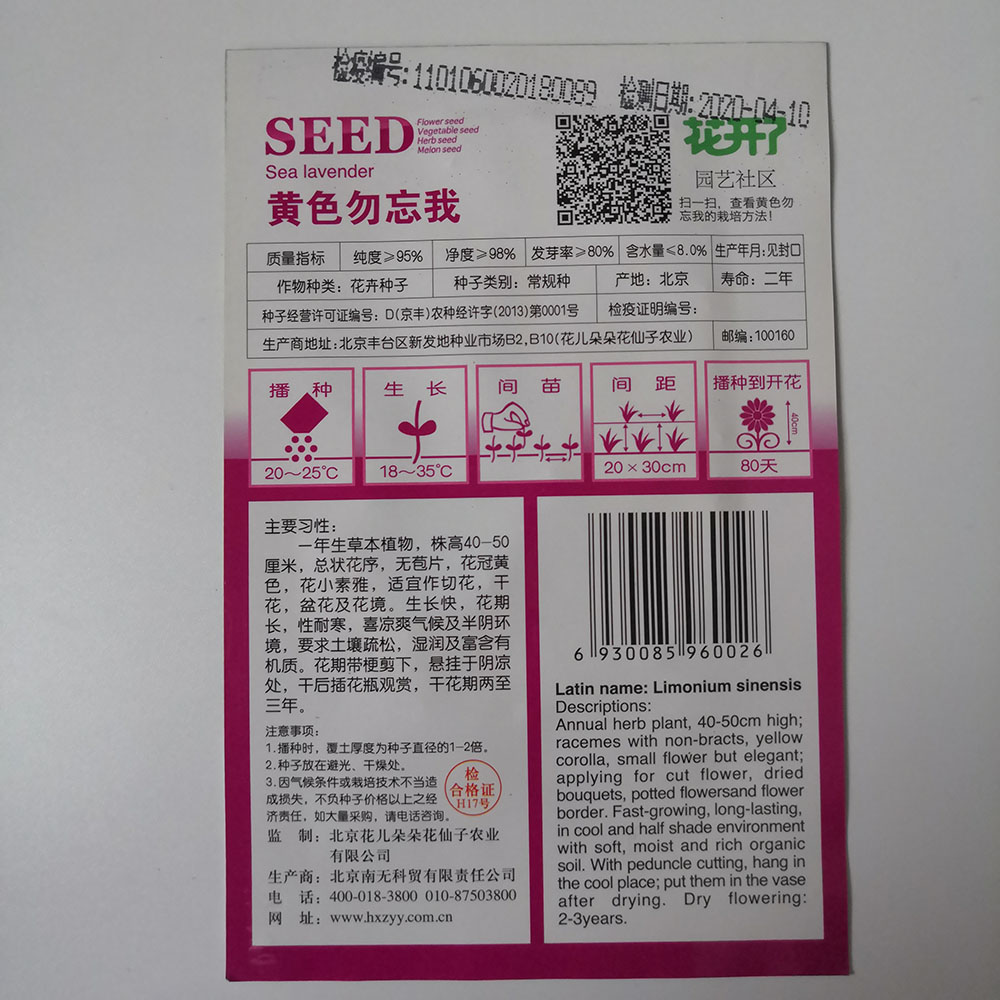 检疫编号:1101060020180089 检测日期:2020-04-10
SEED
Flower seed
Vegetable seed
Herb seed
Melon seed
Sea lavender
黄色勿忘我
花开了
园艺社区
扫一扫，查看黄色勿
忘我的栽培方法！
质量指标 纯度≥95% 净度≥98% 发芽率≥80% 含水量≤8.0% 生产年月:见封口
作物种类：花卉种子 种子类别：常规种 产地：北京 寿命：二年
种子经营许可证编号：D(京丰)农种经许字(2013)第0001号 检疫证明编号：
生产商地址:北京丰台区新发地种业市场B2,B10(花儿朵朵花仙子农业) 邮编:100160
播种 生长 间苗 间距 播种到开花
40cm
20～25℃ 18～35℃ 20×30cm 80天
主要习性：
一年生草本植物，株高40—50
厘米，总状花序，无苞片，花冠黄
色，花小素雅，适宜作切花，干
花，盆花及花境。生长快，花期
长，性耐寒，喜凉爽气候及半阴环
境，要求土壤疏松，湿润及富含有
机质。花期带梗剪下，悬挂于阴凉
处，干后插花瓶观赏，干花期两至
三年。
注意事项：
1.播种时，覆土厚度为种子直径的1-2倍。
2.种子放在避光、干燥处。
3.因气候条件或栽培技术不当造
成损失，不负种子价格以上之经
济责任，如大量采购，请电话咨询。
检
合格证
H17号
监 制：北京花儿朵朵花仙子农业
有限公司
生产商：北京南无科贸有限责任公司
电 话：400-018-3800 010-87503800
网 址：www.hxzyy.com.cn
6 930085 960026
Latin name: Limonium sinensis
Descriptions:
Annual herb plant, 40-50cm high;
racemes with non-bracts, yellow
corolla, small flower but elegant;
applying for cut flower, dried
bouquets, potted flowersand flower
border. Fast-growing, long-lasting,
in cool and half shade environment
with soft, moist and rich organic
soil. With peduncle cutting, hang in
the cool place; put them in the vase
after drying. Dry flowering:
2-3years.